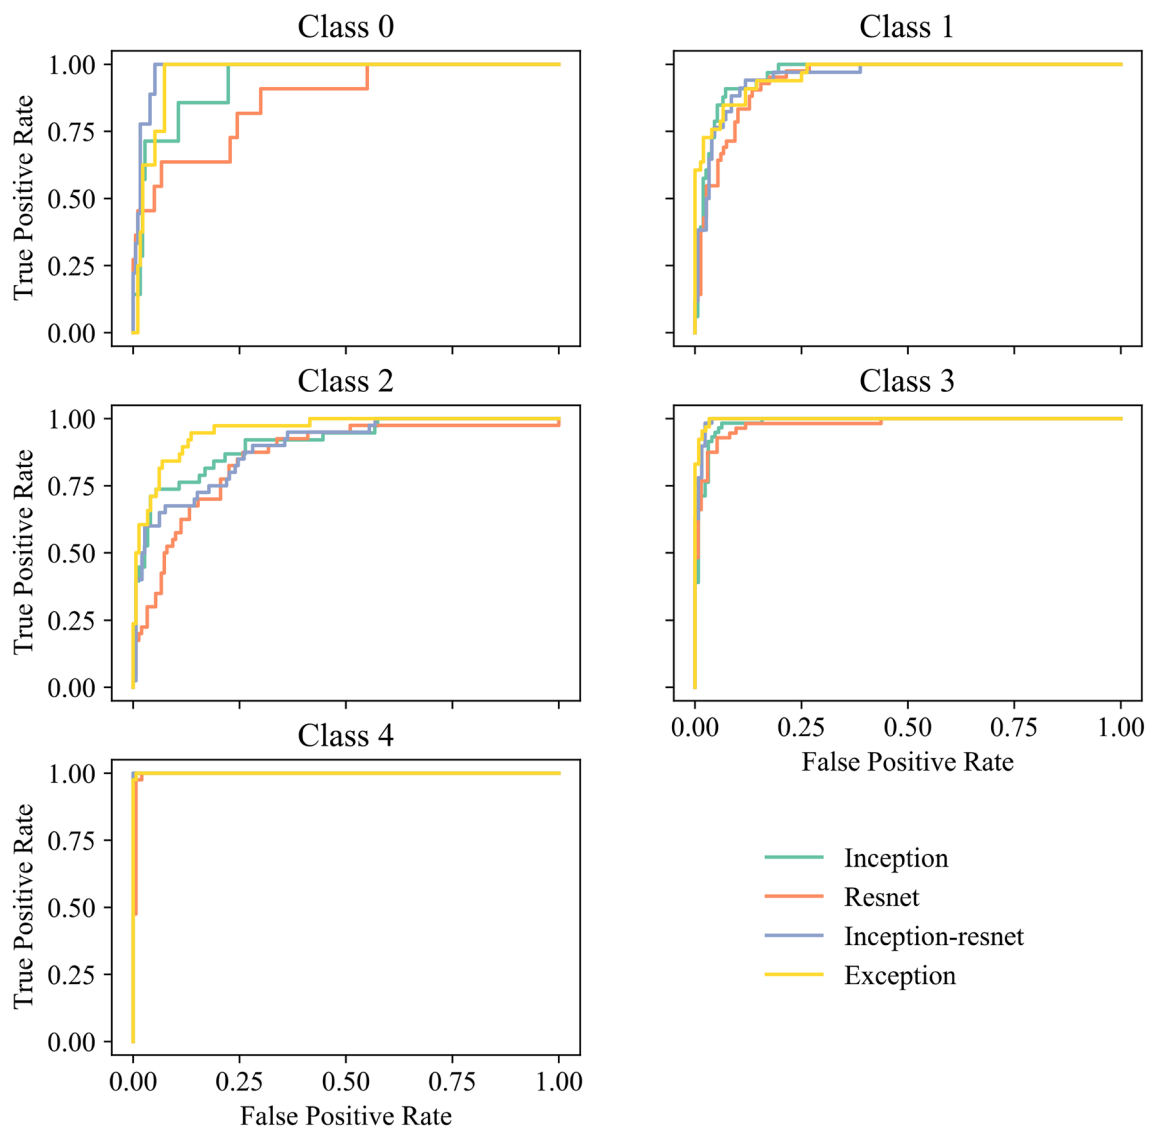 Class 0
True Positive Rate
1.00
0.75
0.50
0.25
0.00
Class 1
Class 2
True Positive Rate
1.00
0.75
0.50
0.25
0.00
Class 3
0.00 0.25 0.50 0.75 1.00
False Positive Rate
Class 4
True Positive Rate
1.00
0.75
0.50
0.25
0.00
0.00 0.25 0.50 0.75 1.00
False Positive Rate
Inception
Resnet
Inception-resnet
Exception